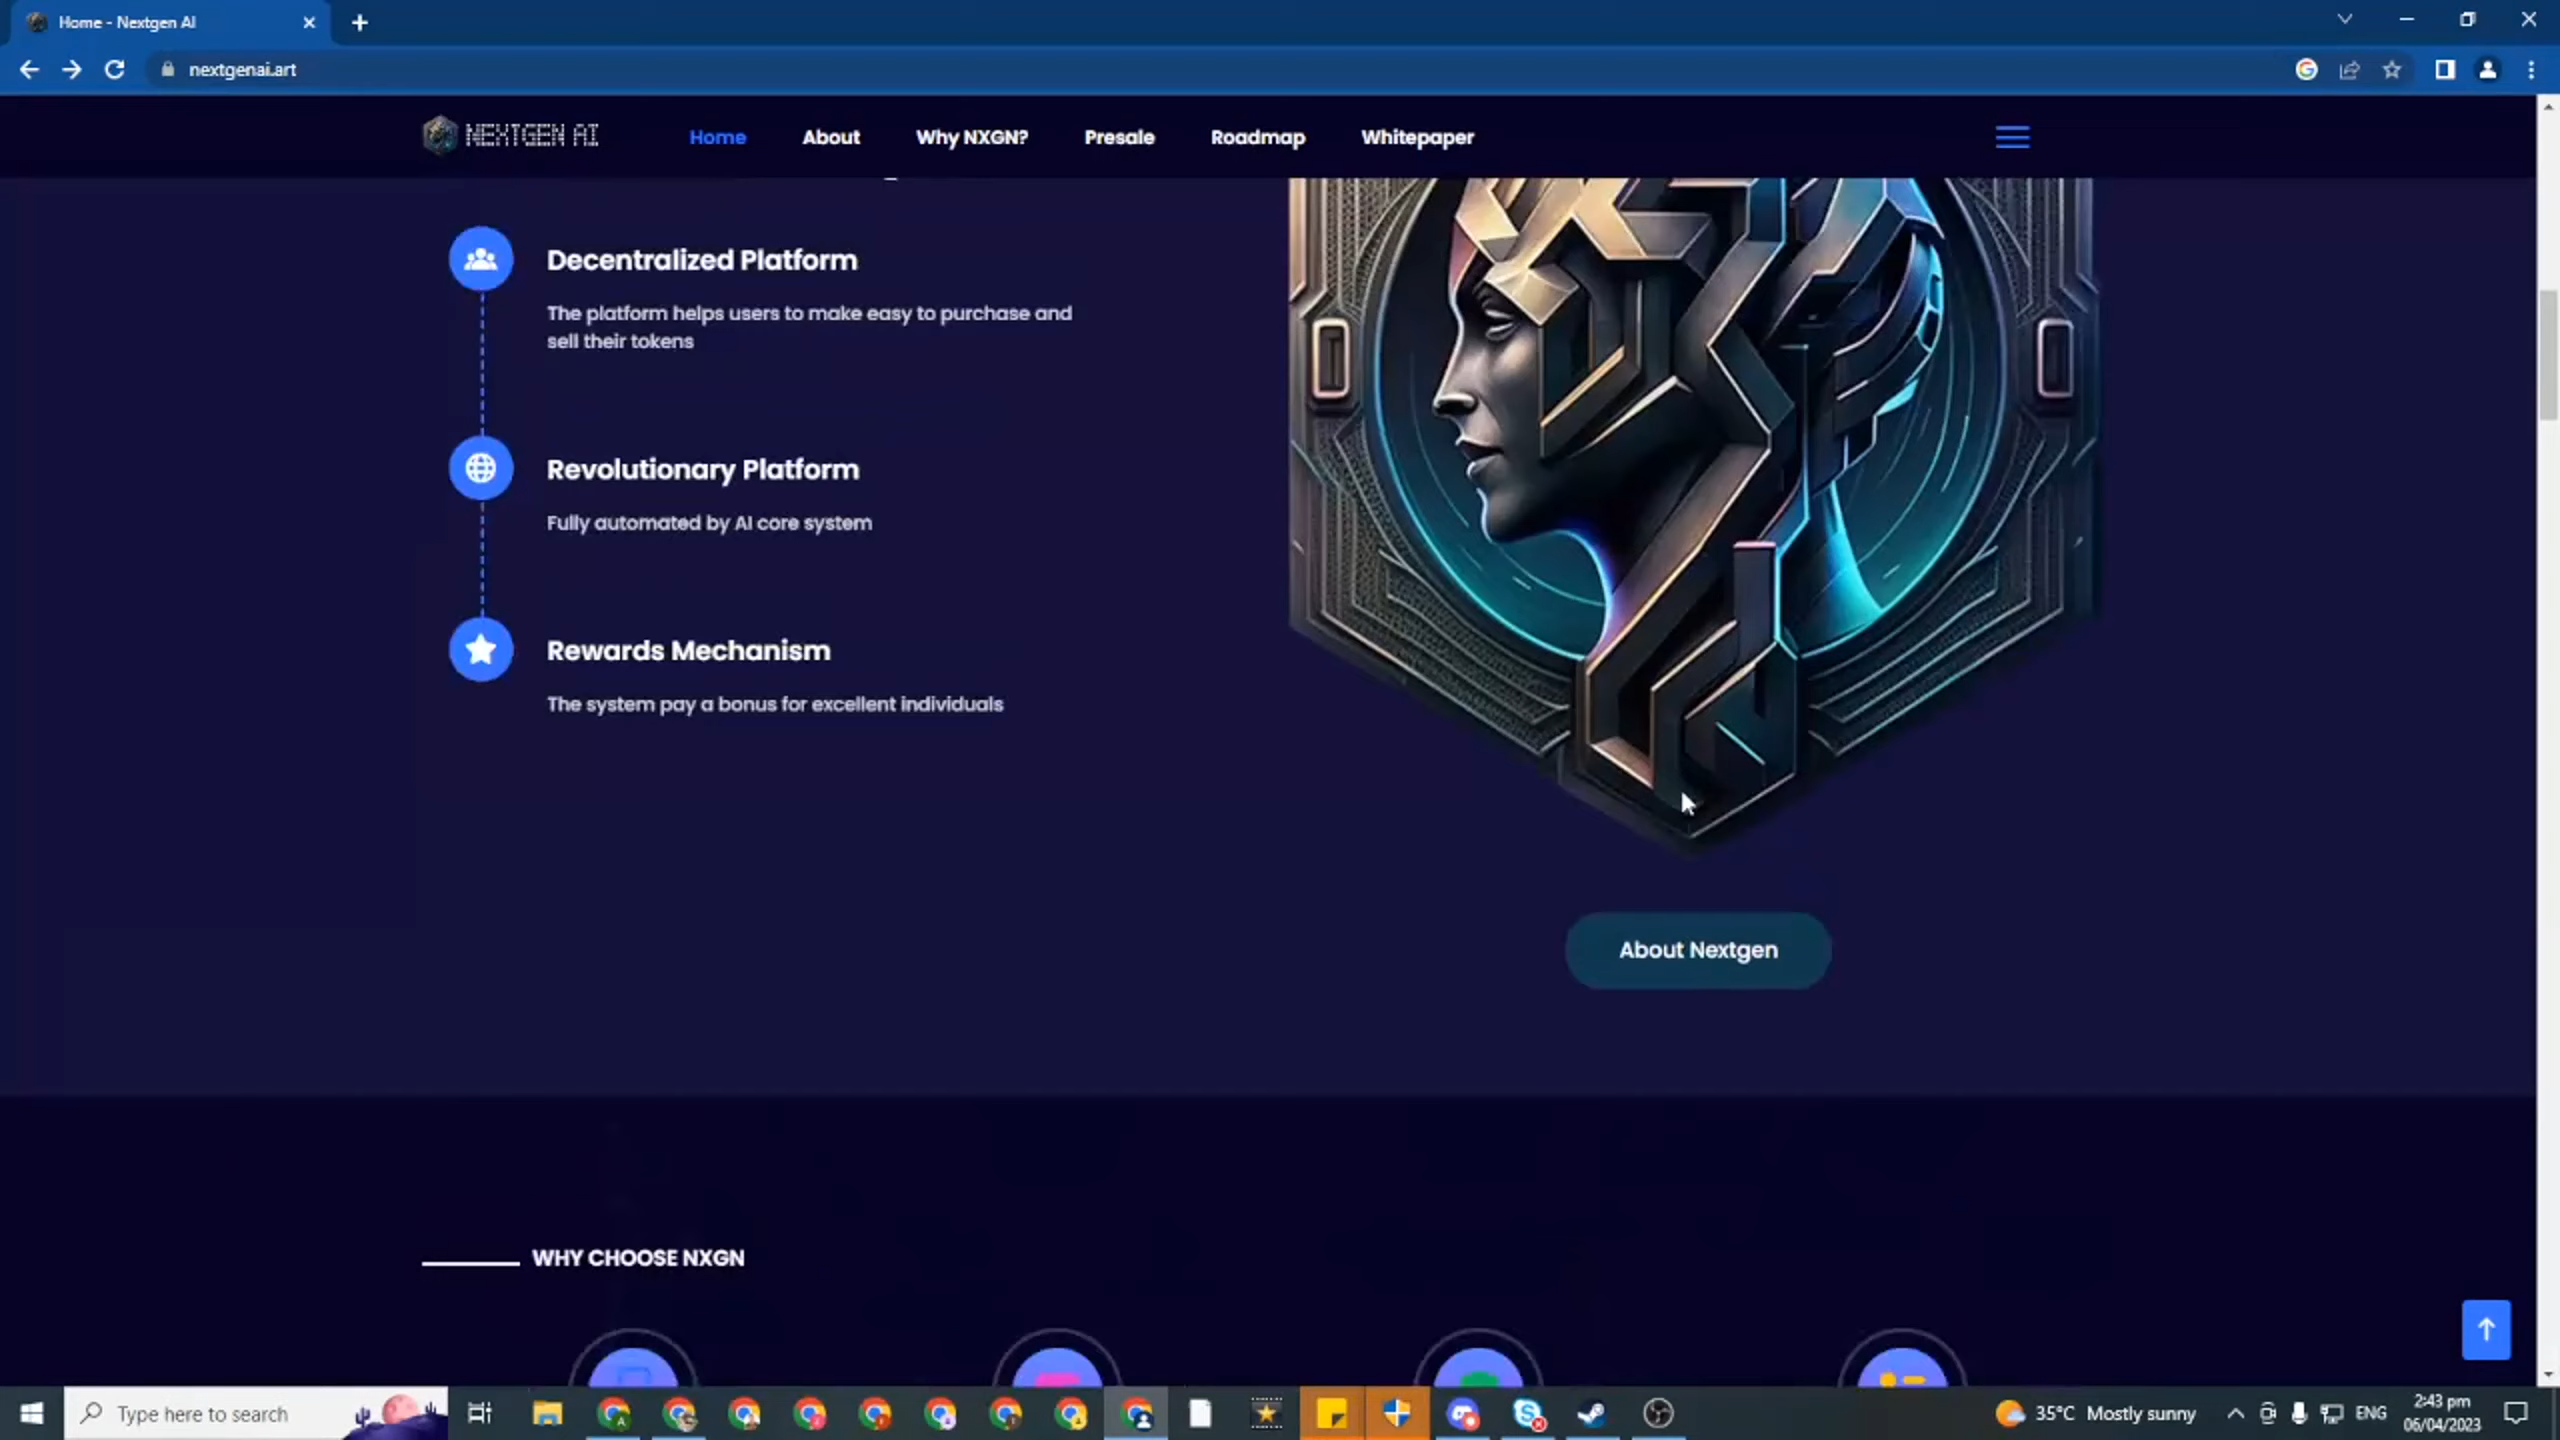 Home - Nextgen AI
nextgenai.art
NEXTGEN AI
Home
About
Why NXGN?
Presale
Roadmap
Whitepaper
Decentralized Platform
The platform helps users to make easy to purchase and
sell their tokens
Revolutionary Platform
Fully automated by AI core system
Rewards Mechanism
The system pay a bonus for excellent individuals
About Nextgen
WHY CHOOSE NXGN
Type here to search
35°C Mostly sunny
ENG
2:43 pm
06/04/2023